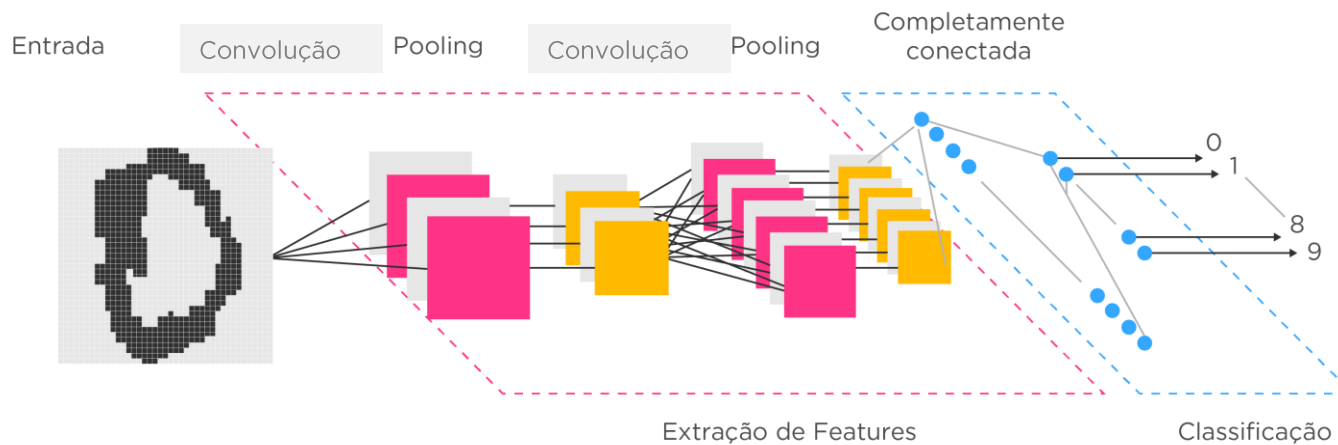 Entrada
Convolução
Pooling
Convolução
Pooling
Completamente
conectada
0
1
8
9
Extração de Features
Classificação